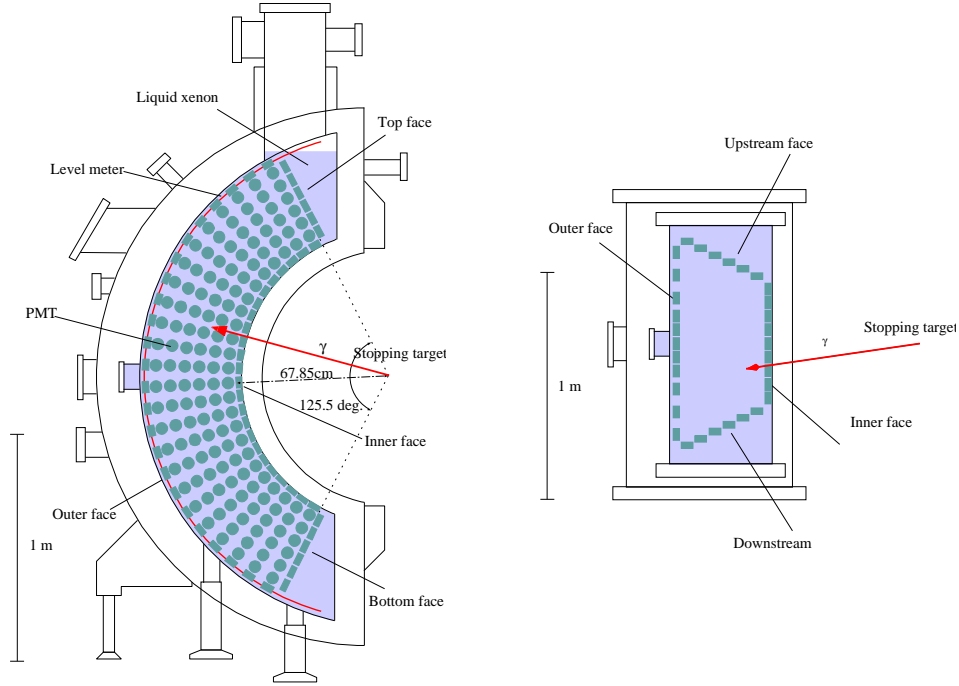 Liquid xenon
Top face
Level meter
PMT
γ
Stopping target
67.85cm
125.5 deg.
Inner face
Outer face
1 m
Bottom face
Upstream face
Outer face
Stopping target
γ
1 m
Inner face
Downstream